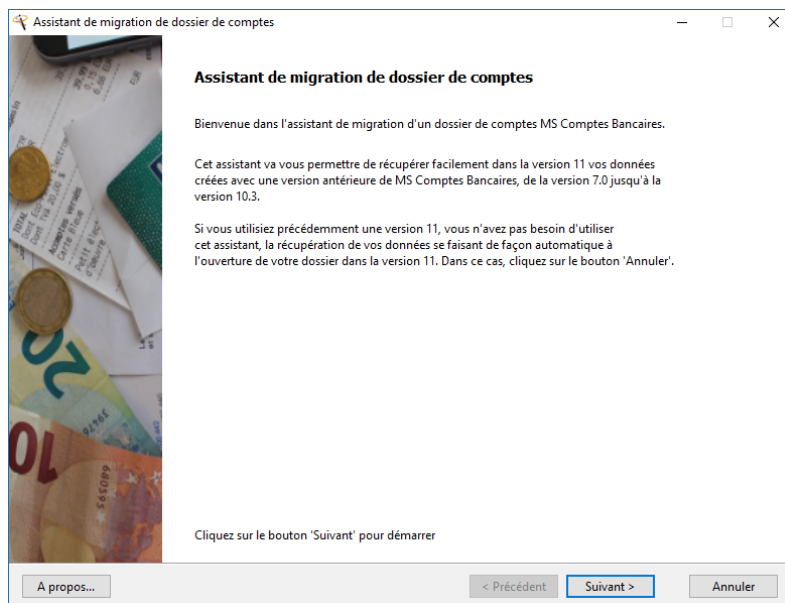 Assistant de migration de dossier de comptes
Assistant de migration de dossier de comptes
Bienvenue dans l'assistant de migration d'un dossier de comptes MS Comptes Bancaires.
Cet assistant va vous permettre de récupérer facilement dans la version 11 vos données
créées avec une version antérieure de MS Comptes Bancaires, de la version 7.0 jusqu'à la
version 10.3.
Si vous utilisiez précédemment une version 11, vous n'avez pas besoin d'utiliser
cet assistant, la récupération de vos données se faisant de façon automatique à
l'ouverture de votre dossier dans la version 11. Dans ce cas, cliquez sur le bouton 'Annuler'.
20
10
Cliquez sur le bouton 'Suivant' pour démarrer
A propos...
< Précédent
Suivant >
Annuler